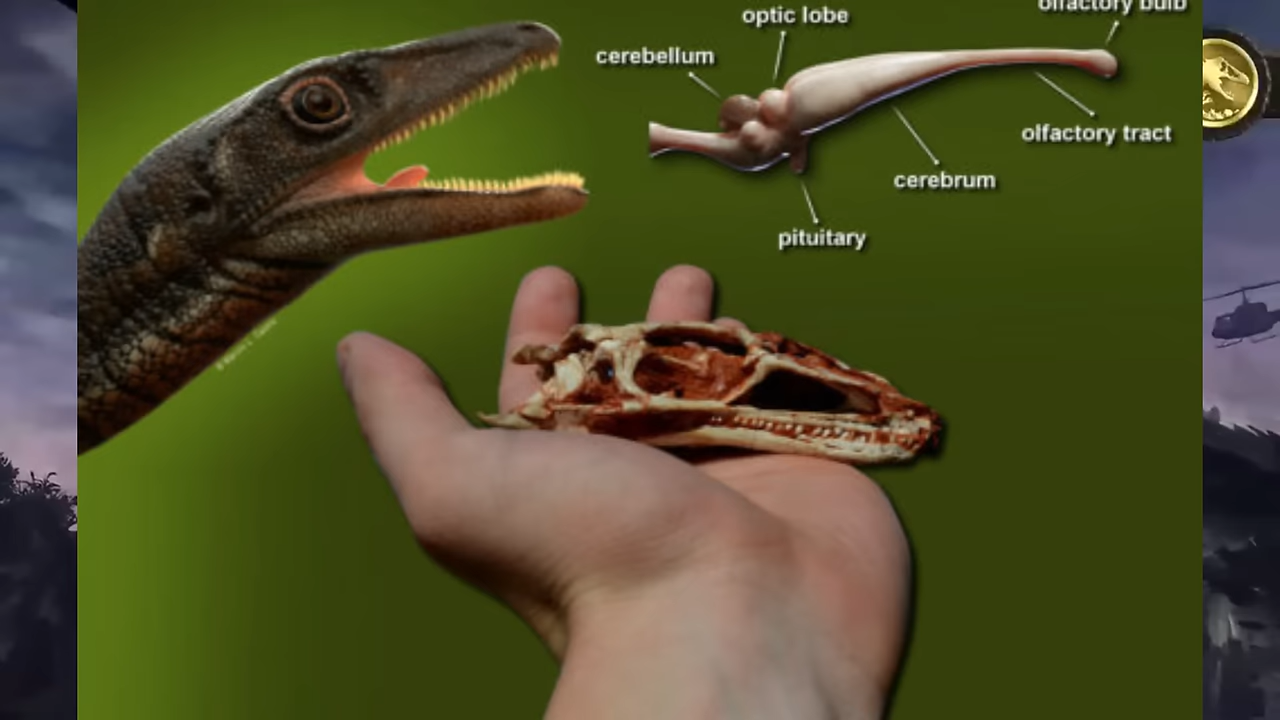 olfactory bulb
optic lobe
cerebellum
olfactory tract
cerebrum
pituitary